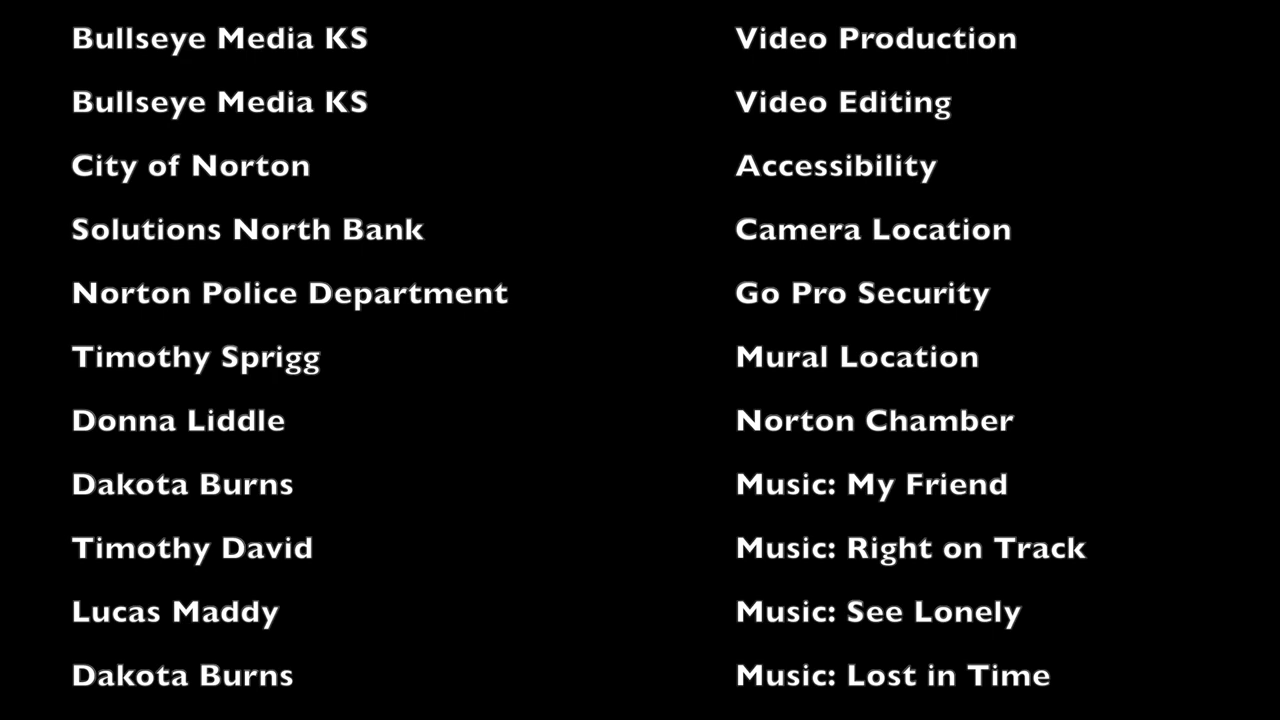 Bullseye Media KS Video Production
Bullseye Media KS Video Editing
City of Norton Accessibility
Solutions North Bank Camera Location
Norton Police Department Go Pro Security
Timothy Sprigg Mural Location
Donna Liddle Norton Chamber
Dakota Burns Music: My Friend
Timothy David Music: Right on Track
Lucas Maddy Music: See Lonely
Dakota Burns Music: Lost in Time